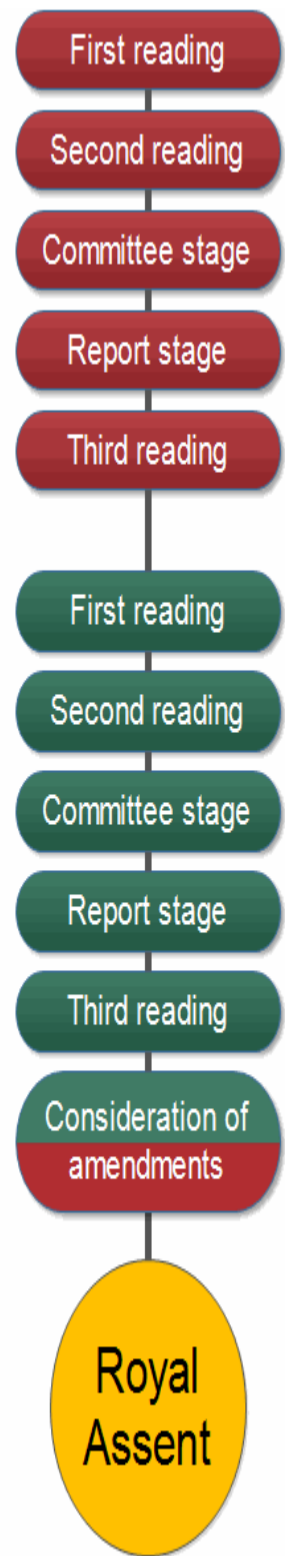 First reading
Second reading
Committee stage
Report stage
Third reading
First reading
Second reading
Committee stage
Report stage
Third reading
Consideration of
amendments
Royal
Assent